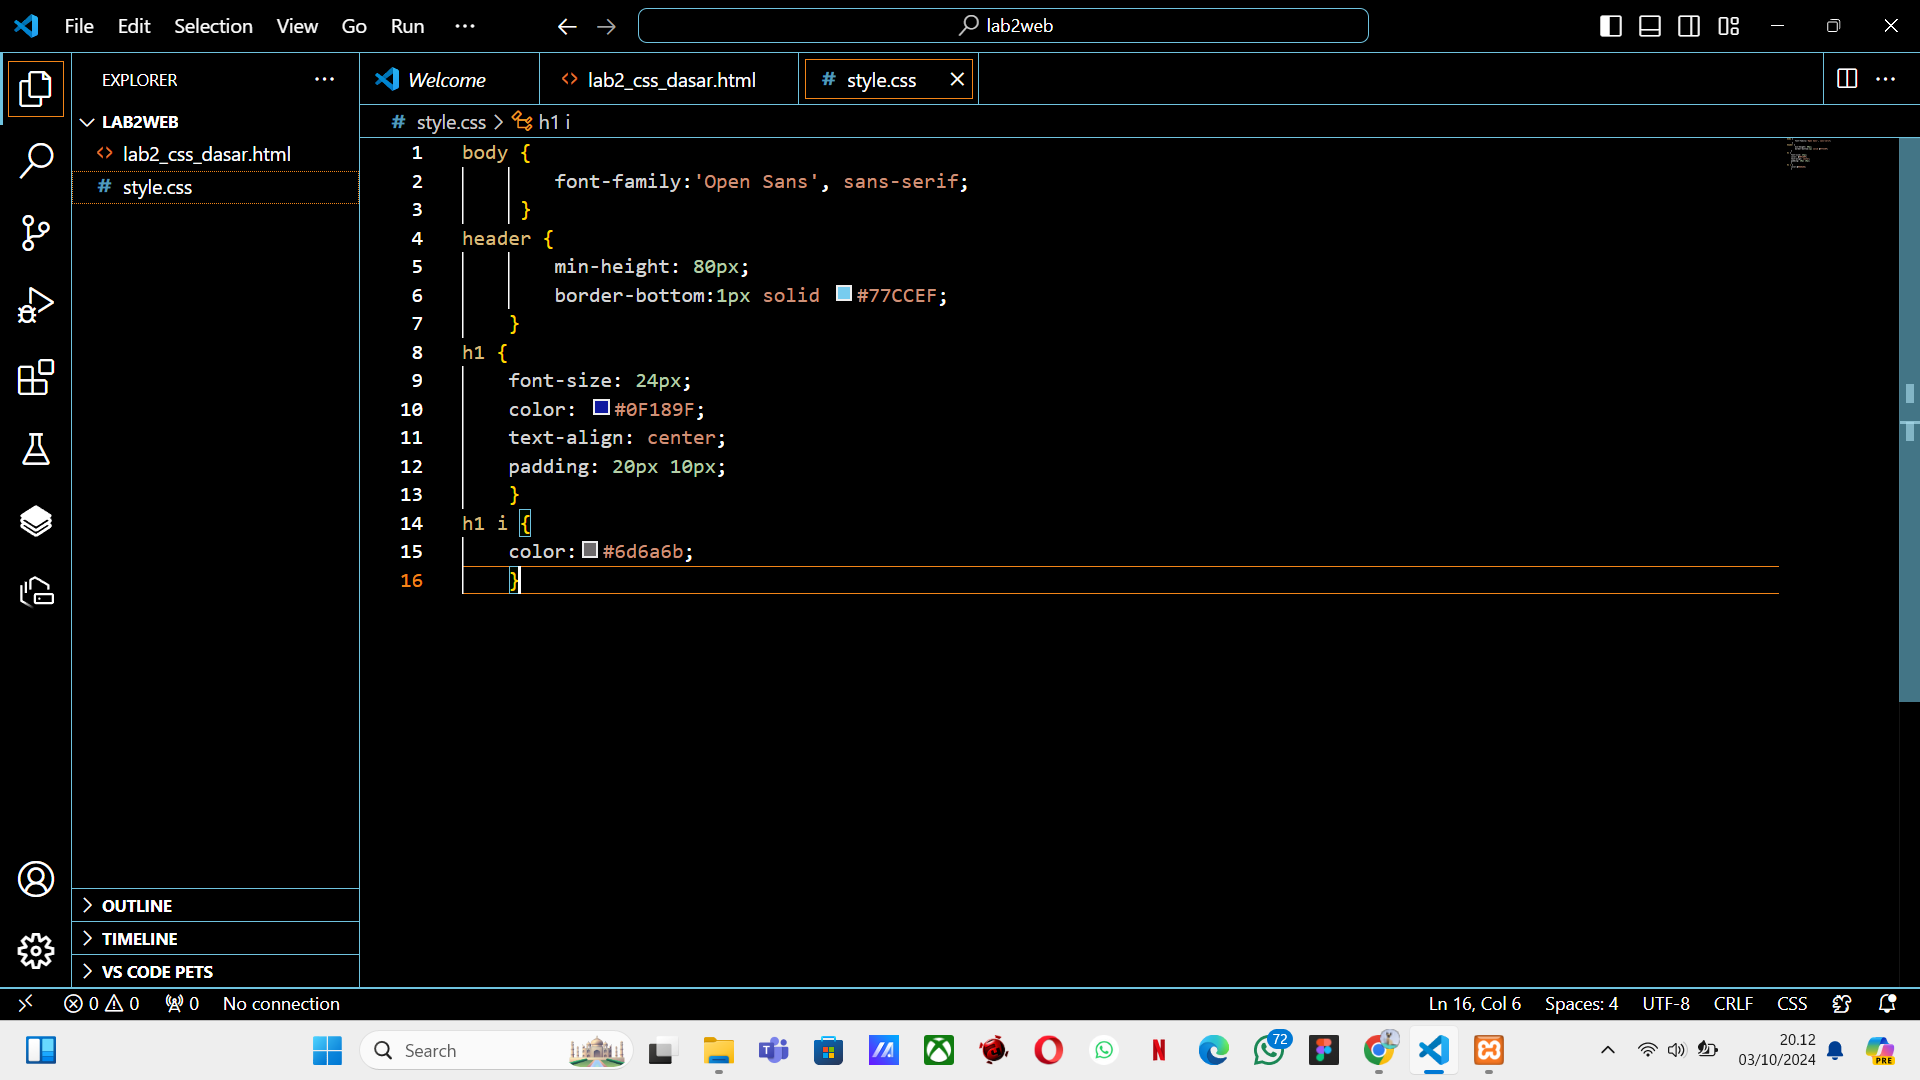 File Edit Selection View Go Run ··· lab2web
EXPLORER ···
LAB2WEB
<> lab2_css_dasar.html
# style.css
OUTLINE
TIMELINE
VS CODE PETS
Welcome <> lab2_css_dasar.html # style.css
# style.css > h1 i
1 body {
2 font-family:'Open Sans', sans-serif;
3 }
4 header {
5 min-height: 80px;
6 border-bottom:1px solid #77CCEF;
7 }
8 h1 {
9 font-size: 24px;
10 color: #0F189F;
11 text-align: center;
12 padding: 20px 10px;
13 }
14 h1 i {
15 color:#6d6a6b;
16 }
0 0 0 No connection Ln 16, Col 6 Spaces: 4 UTF-8 CRLF CSS
Search 72 20.12
03/10/2024
PRE